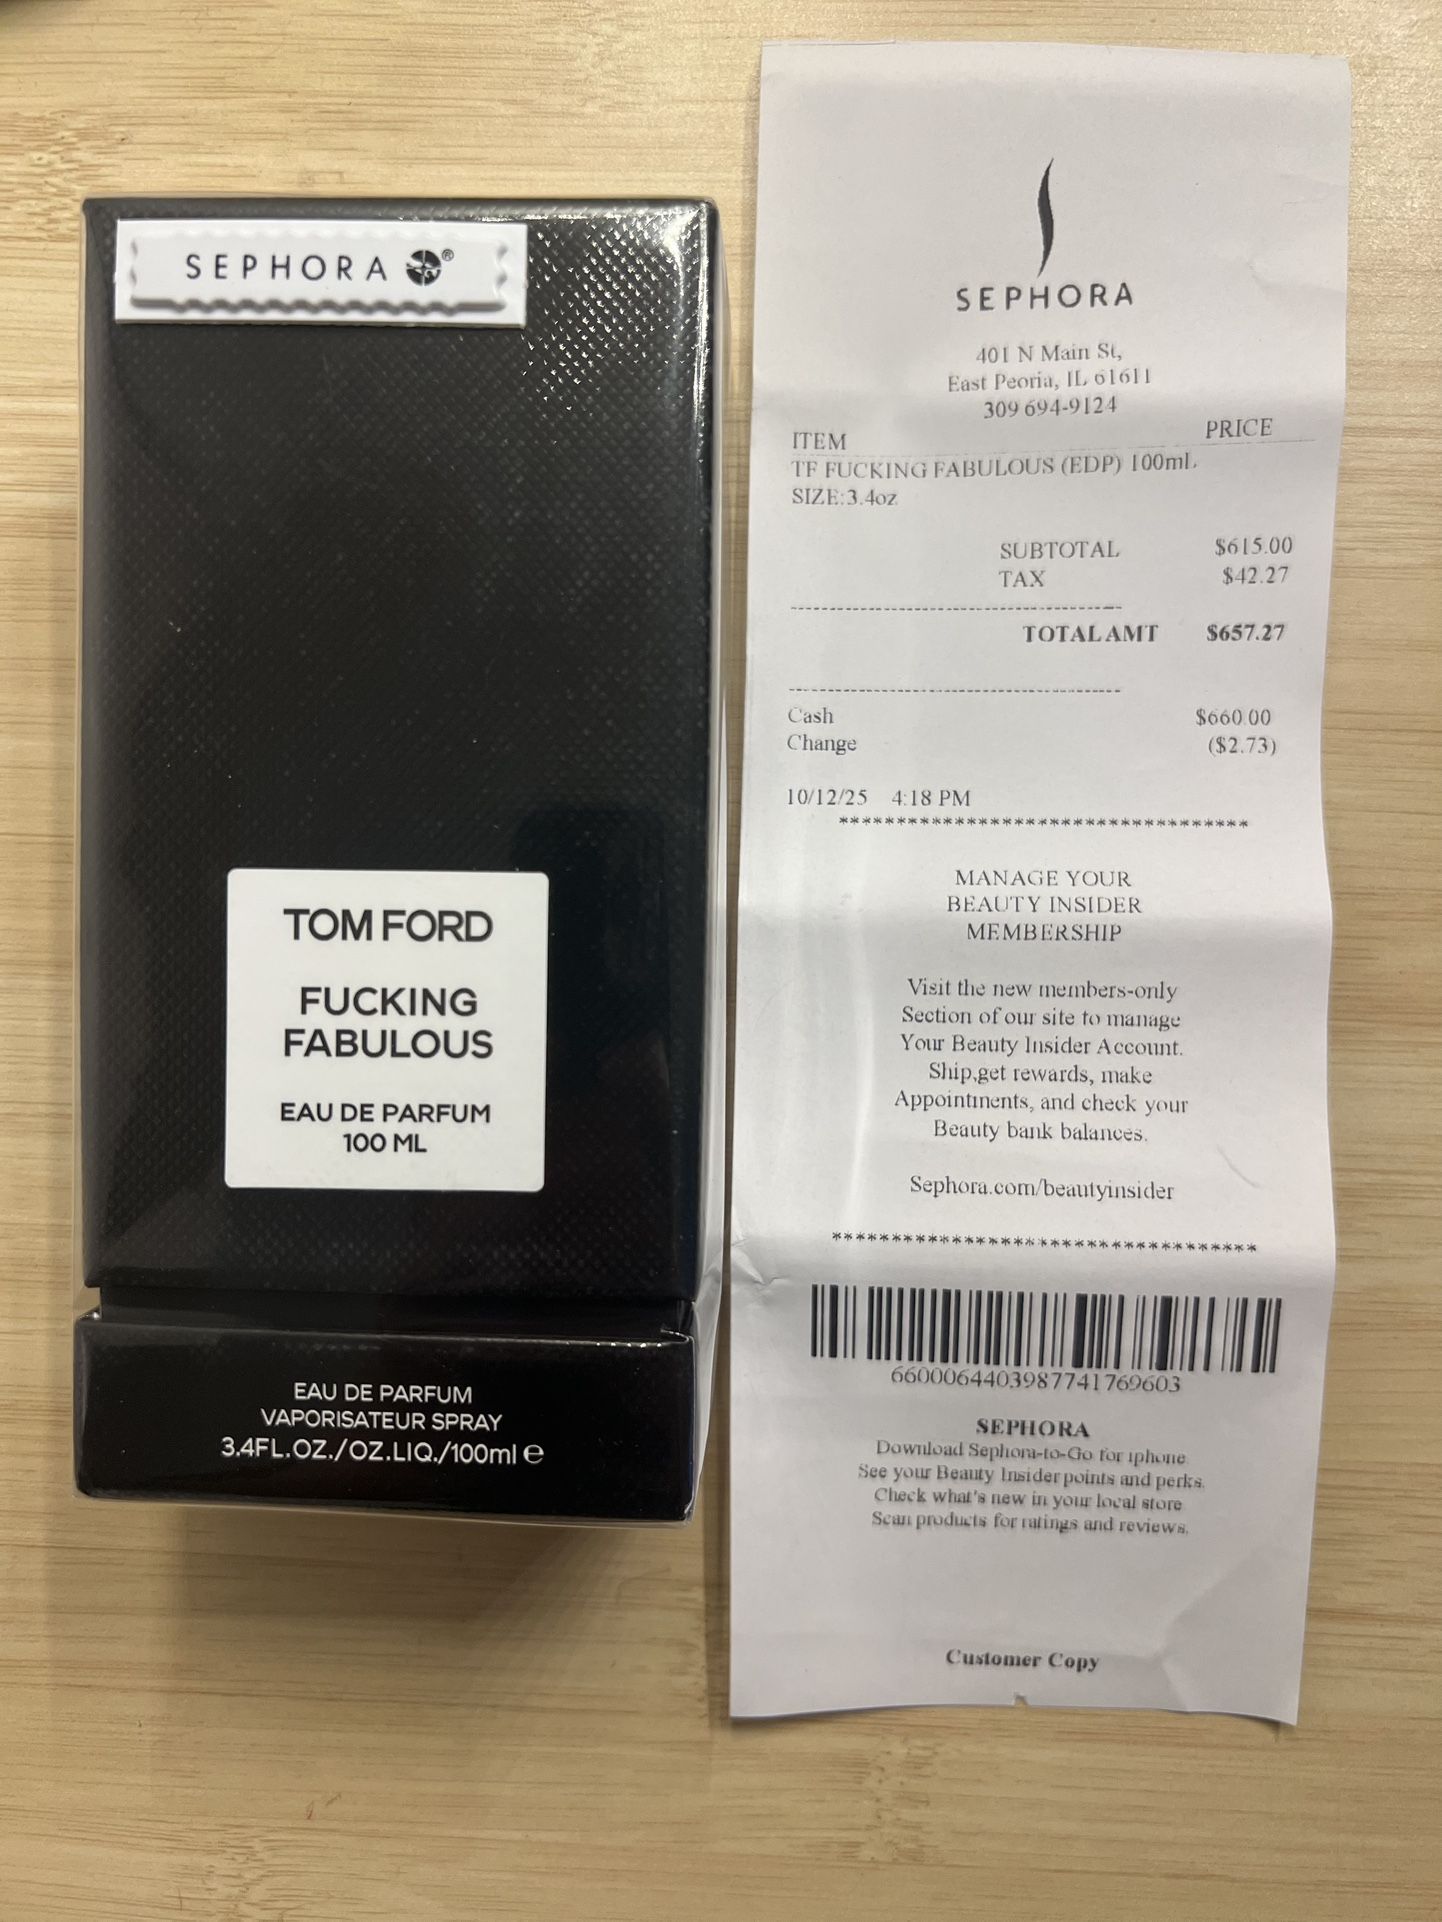 SEPHORA ®
TOM FORD
FUCKING
FABULOUS
EAU DE PARFUM
100 ML
EAU DE PARFUM
VAPORISATEUR SPRAY
3.4FL.OZ./OZ.LIQ./100ml e
SEPHORA
401 N Main St,
East Peoria, IL 61611
309 694-9124
ITEM PRICE
TF FUCKING FABULOUS (EDP) 100mL
SIZE:3.4oz
SUBTOTAL $615.00
TAX $42.27
------------------------------------------
TOTAL AMT $657.27
------------------------------------------
Cash $660.00
Change ($2.73)
10/12/25 4:18 PM
***********************************
MANAGE YOUR
BEAUTY INSIDER
MEMBERSHIP
Visit the new members-only
Section of our site to manage
Your Beauty Insider Account.
Ship,get rewards, make
Appointments, and check your
Beauty bank balances.
Sephora.com/beautyinsider
***********************************
6600064403987741769603
SEPHORA
Download Sephora-to-Go for iphone
See your Beauty Insider points and perks.
Check what's new in your local store
Scan products for ratings and reviews.
Customer Copy